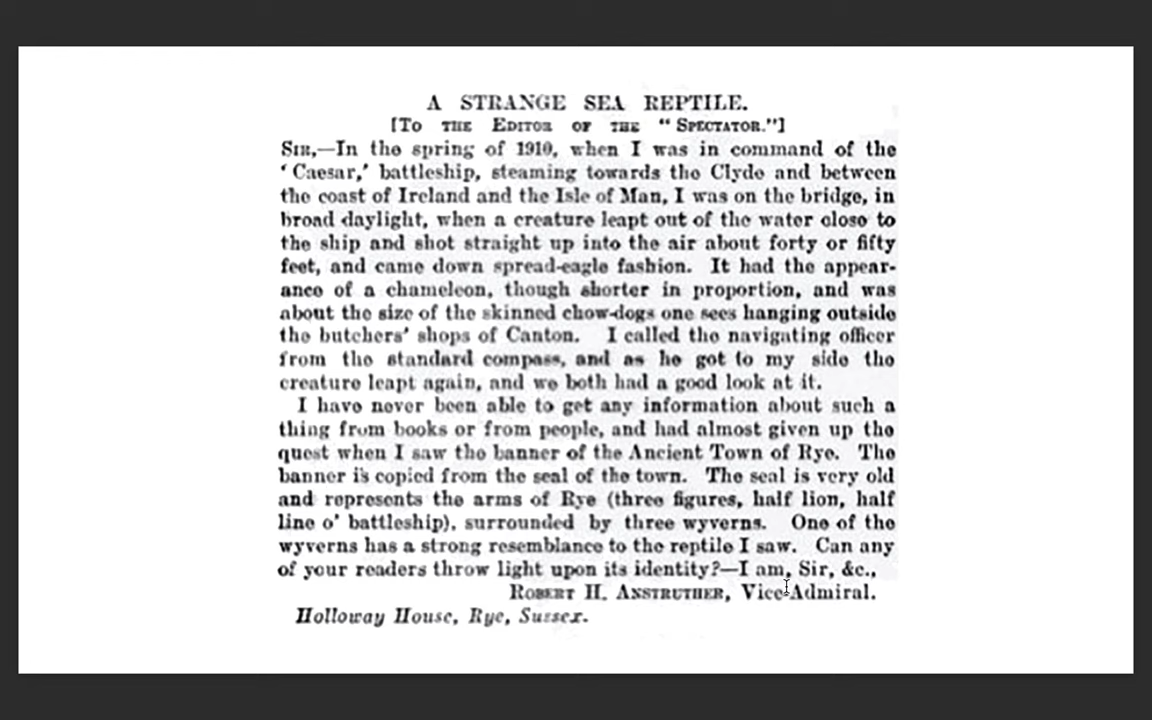 A STRANGE SEA REPTILE.
[To the Editor of the "Spectator."]
Sir,—In the spring of 1910, when I was in command of the
'Caesar,' battleship, steaming towards the Clyde and between
the coast of Ireland and the Isle of Man, I was on the bridge, in
broad daylight, when a creature leapt out of the water close to
the ship and shot straight up into the air about forty or fifty
feet, and came down spread-eagle fashion. It had the appear-
ance of a chameleon, though shorter in proportion, and was
about the size of the skinned chow-dogs one sees hanging outside
the butchers' shops of Canton. I called the navigating officer
from the standard compass, and as he got to my side the
creature leapt again, and we both had a good look at it.
I have never been able to get any information about such a
thing from books or from people, and had almost given up the
quest when I saw the banner of the Ancient Town of Rye. The
banner is copied from the seal of the town. The seal is very old
and represents the arms of Rye (three figures, half lion, half
line o' battleship), surrounded by three wyverns. One of the
wyverns has a strong resemblance to the reptile I saw. Can any
of your readers throw light upon its identity?—I am, Sir, &c.,
Robert H. Anstruther, Vice-Admiral.
Holloway House, Rye, Sussex.